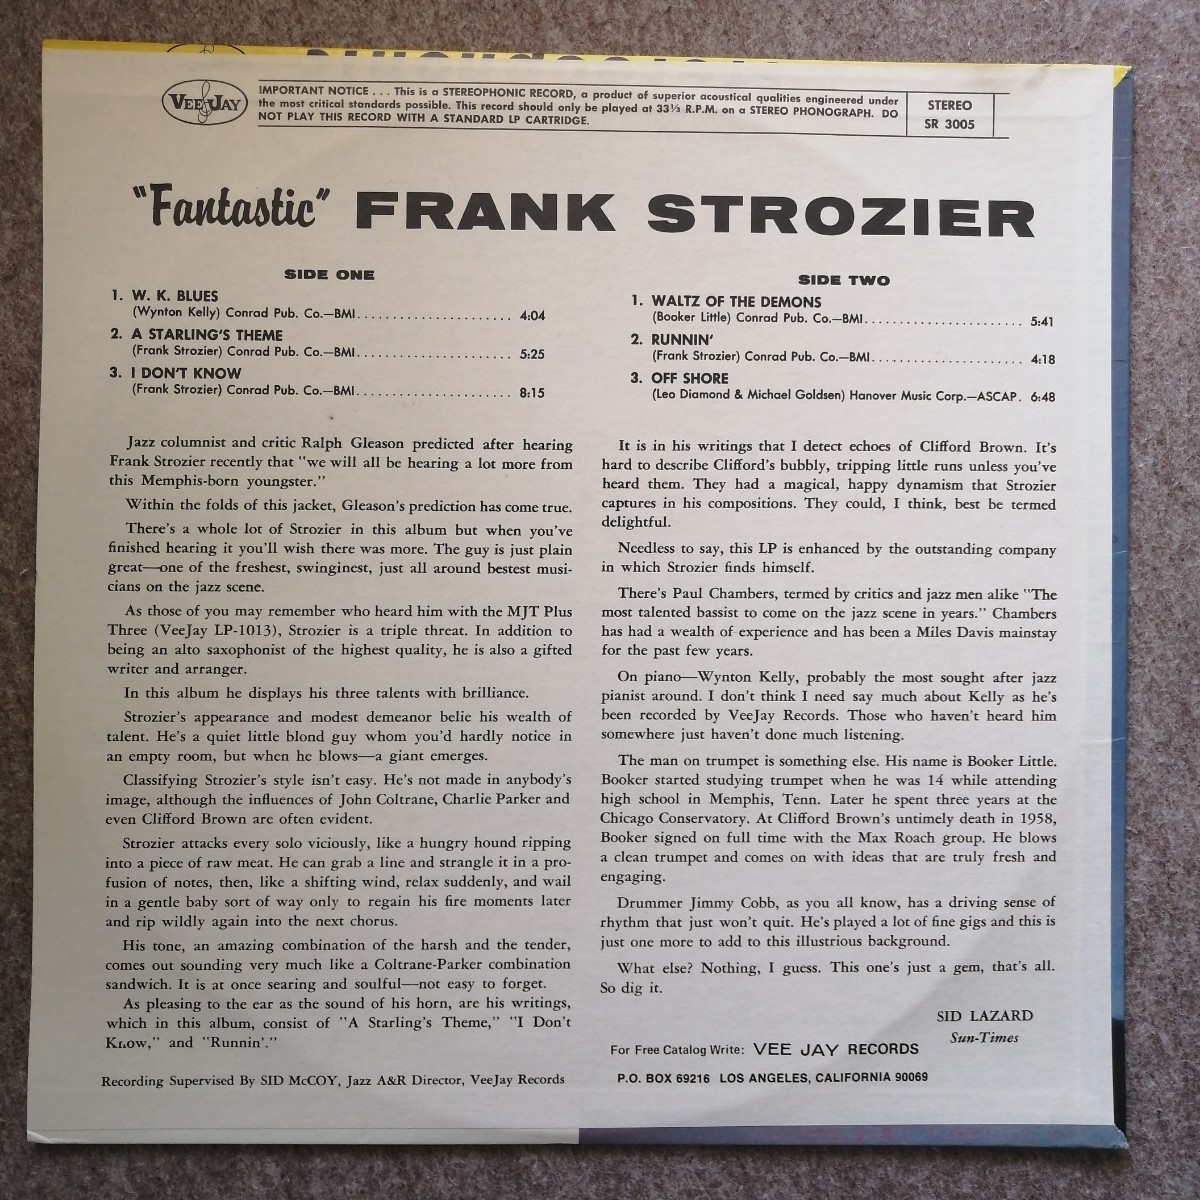 VEE JAY
IMPORTANT NOTICE . . . This is a STEREOPHONIC RECORD, a product of superior acoustical qualities engineered under
the most critical standards possible. This record should only be played at 33⅓ R.P.M. on a STEREO PHONOGRAPH. DO
NOT PLAY THIS RECORD WITH A STANDARD LP CARTRIDGE.
STEREO
SR 3005
"Fantastic" FRANK STROZIER
SIDE ONE
1. W. K. BLUES
(Wynton Kelly) Conrad Pub. Co.—BMI...................... 4:04
2. A STARLING'S THEME
(Frank Strozier) Conrad Pub. Co.—BMI...................... 5:25
3. I DON'T KNOW
(Frank Strozier) Conrad Pub. Co.—BMI...................... 8:15
SIDE TWO
1. WALTZ OF THE DEMONS
(Booker Little) Conrad Pub. Co.—BMI...................... 5:41
2. RUNNIN'
(Frank Strozier) Conrad Pub. Co.—BMI...................... 4:18
3. OFF SHORE
(Leo Diamond & Michael Goldsen) Hanover Music Corp.—ASCAP. 6:48
Jazz columnist and critic Ralph Gleason predicted after hearing
Frank Strozier recently that "we will all be hearing a lot more from
this Memphis-born youngster."
Within the folds of this jacket, Gleason's prediction has come true.
There's a whole lot of Strozier in this album but when you've
finished hearing it you'll wish there was more. The guy is just plain
great—one of the freshest, swinginest, just all around bestest musi-
cians on the jazz scene.
As those of you may remember who heard him with the MJT Plus
Three (VeeJay LP-1013), Strozier is a triple threat. In addition to
being an alto saxophonist of the highest quality, he is also a gifted
writer and arranger.
In this album he displays his three talents with brilliance.
Strozier's appearance and modest demeanor belie his wealth of
talent. He's a quiet little blond guy whom you'd hardly notice in
an empty room, but when he blows—a giant emerges.
Classifying Strozier's style isn't easy. He's not made in anybody's
image, although the influences of John Coltrane, Charlie Parker and
even Clifford Brown are often evident.
Strozier attacks every solo viciously, like a hungry hound ripping
into a piece of raw meat. He can grab a line and strangle it in a pro-
fusion of notes, then, like a shifting wind, relax suddenly, and wail
in a gentle baby sort of way only to regain his fire moments later
and rip wildly again into the next chorus.
His tone, an amazing combination of the harsh and the tender,
comes out sounding very much like a Coltrane-Parker combination
sandwich. It is at once searing and soulful—not easy to forget.
As pleasing to the ear as the sound of his horn, are his writings,
which in this album, consist of "A Starling's Theme," "I Don't
Know," and "Runnin'."
Recording Supervised By SID McCOY, Jazz A&R Director, VeeJay Records
It is in his writings that I detect echoes of Clifford Brown. It's
hard to describe Clifford's bubbly, tripping little runs unless you've
heard them. They had a magical, happy dynamism that Strozier
captures in his compositions. They could, I think, best be termed
delightful.
Needless to say, this LP is enhanced by the outstanding company
in which Strozier finds himself.
There's Paul Chambers, termed by critics and jazz men alike "The
most talented bassist to come on the jazz scene in years." Chambers
has had a wealth of experience and has been a Miles Davis mainstay
for the past few years.
On piano—Wynton Kelly, probably the most sought after jazz
pianist around. I don't think I need say much about Kelly as he's
been recorded by VeeJay Records. Those who haven't heard him
somewhere just haven't done much listening.
The man on trumpet is something else. His name is Booker Little.
Booker started studying trumpet when he was 14 while attending
high school in Memphis, Tenn. Later he spent three years at the
Chicago Conservatory. At Clifford Brown's untimely death in 1958,
Booker signed on full time with the Max Roach group. He blows
a clean trumpet and comes on with ideas that are truly fresh and
engaging.
Drummer Jimmy Cobb, as you all know, has a driving sense of
rhythm that just won't quit. He's played a lot of fine gigs and this is
just one more to add to this illustrious background.
What else? Nothing, I guess. This one's just a gem, that's all.
So dig it.
SID LAZARD
Sun-Times
For Free Catalog Write: VEE JAY RECORDS
P.O. BOX 69216 LOS ANGELES, CALIFORNIA 90069